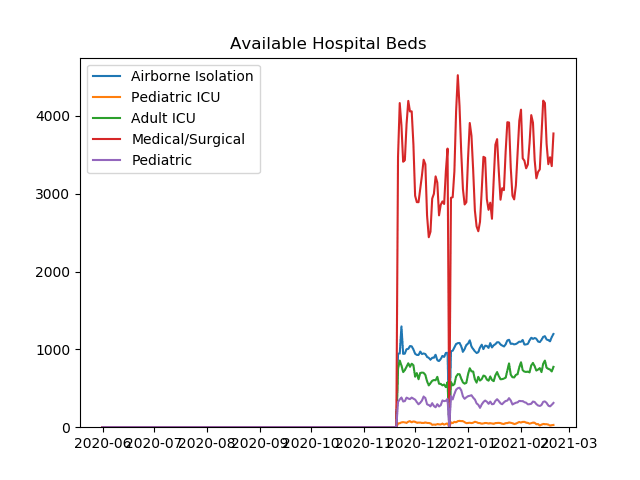 Available Hospital Beds
Airborne Isolation
Pediatric ICU
Adult ICU
Medical/Surgical
Pediatric
4000
3000
2000
1000
0
2020-06 2020-07 2020-08 2020-09 2020-10 2020-11 2020-12 2021-01 2021-02 2021-03